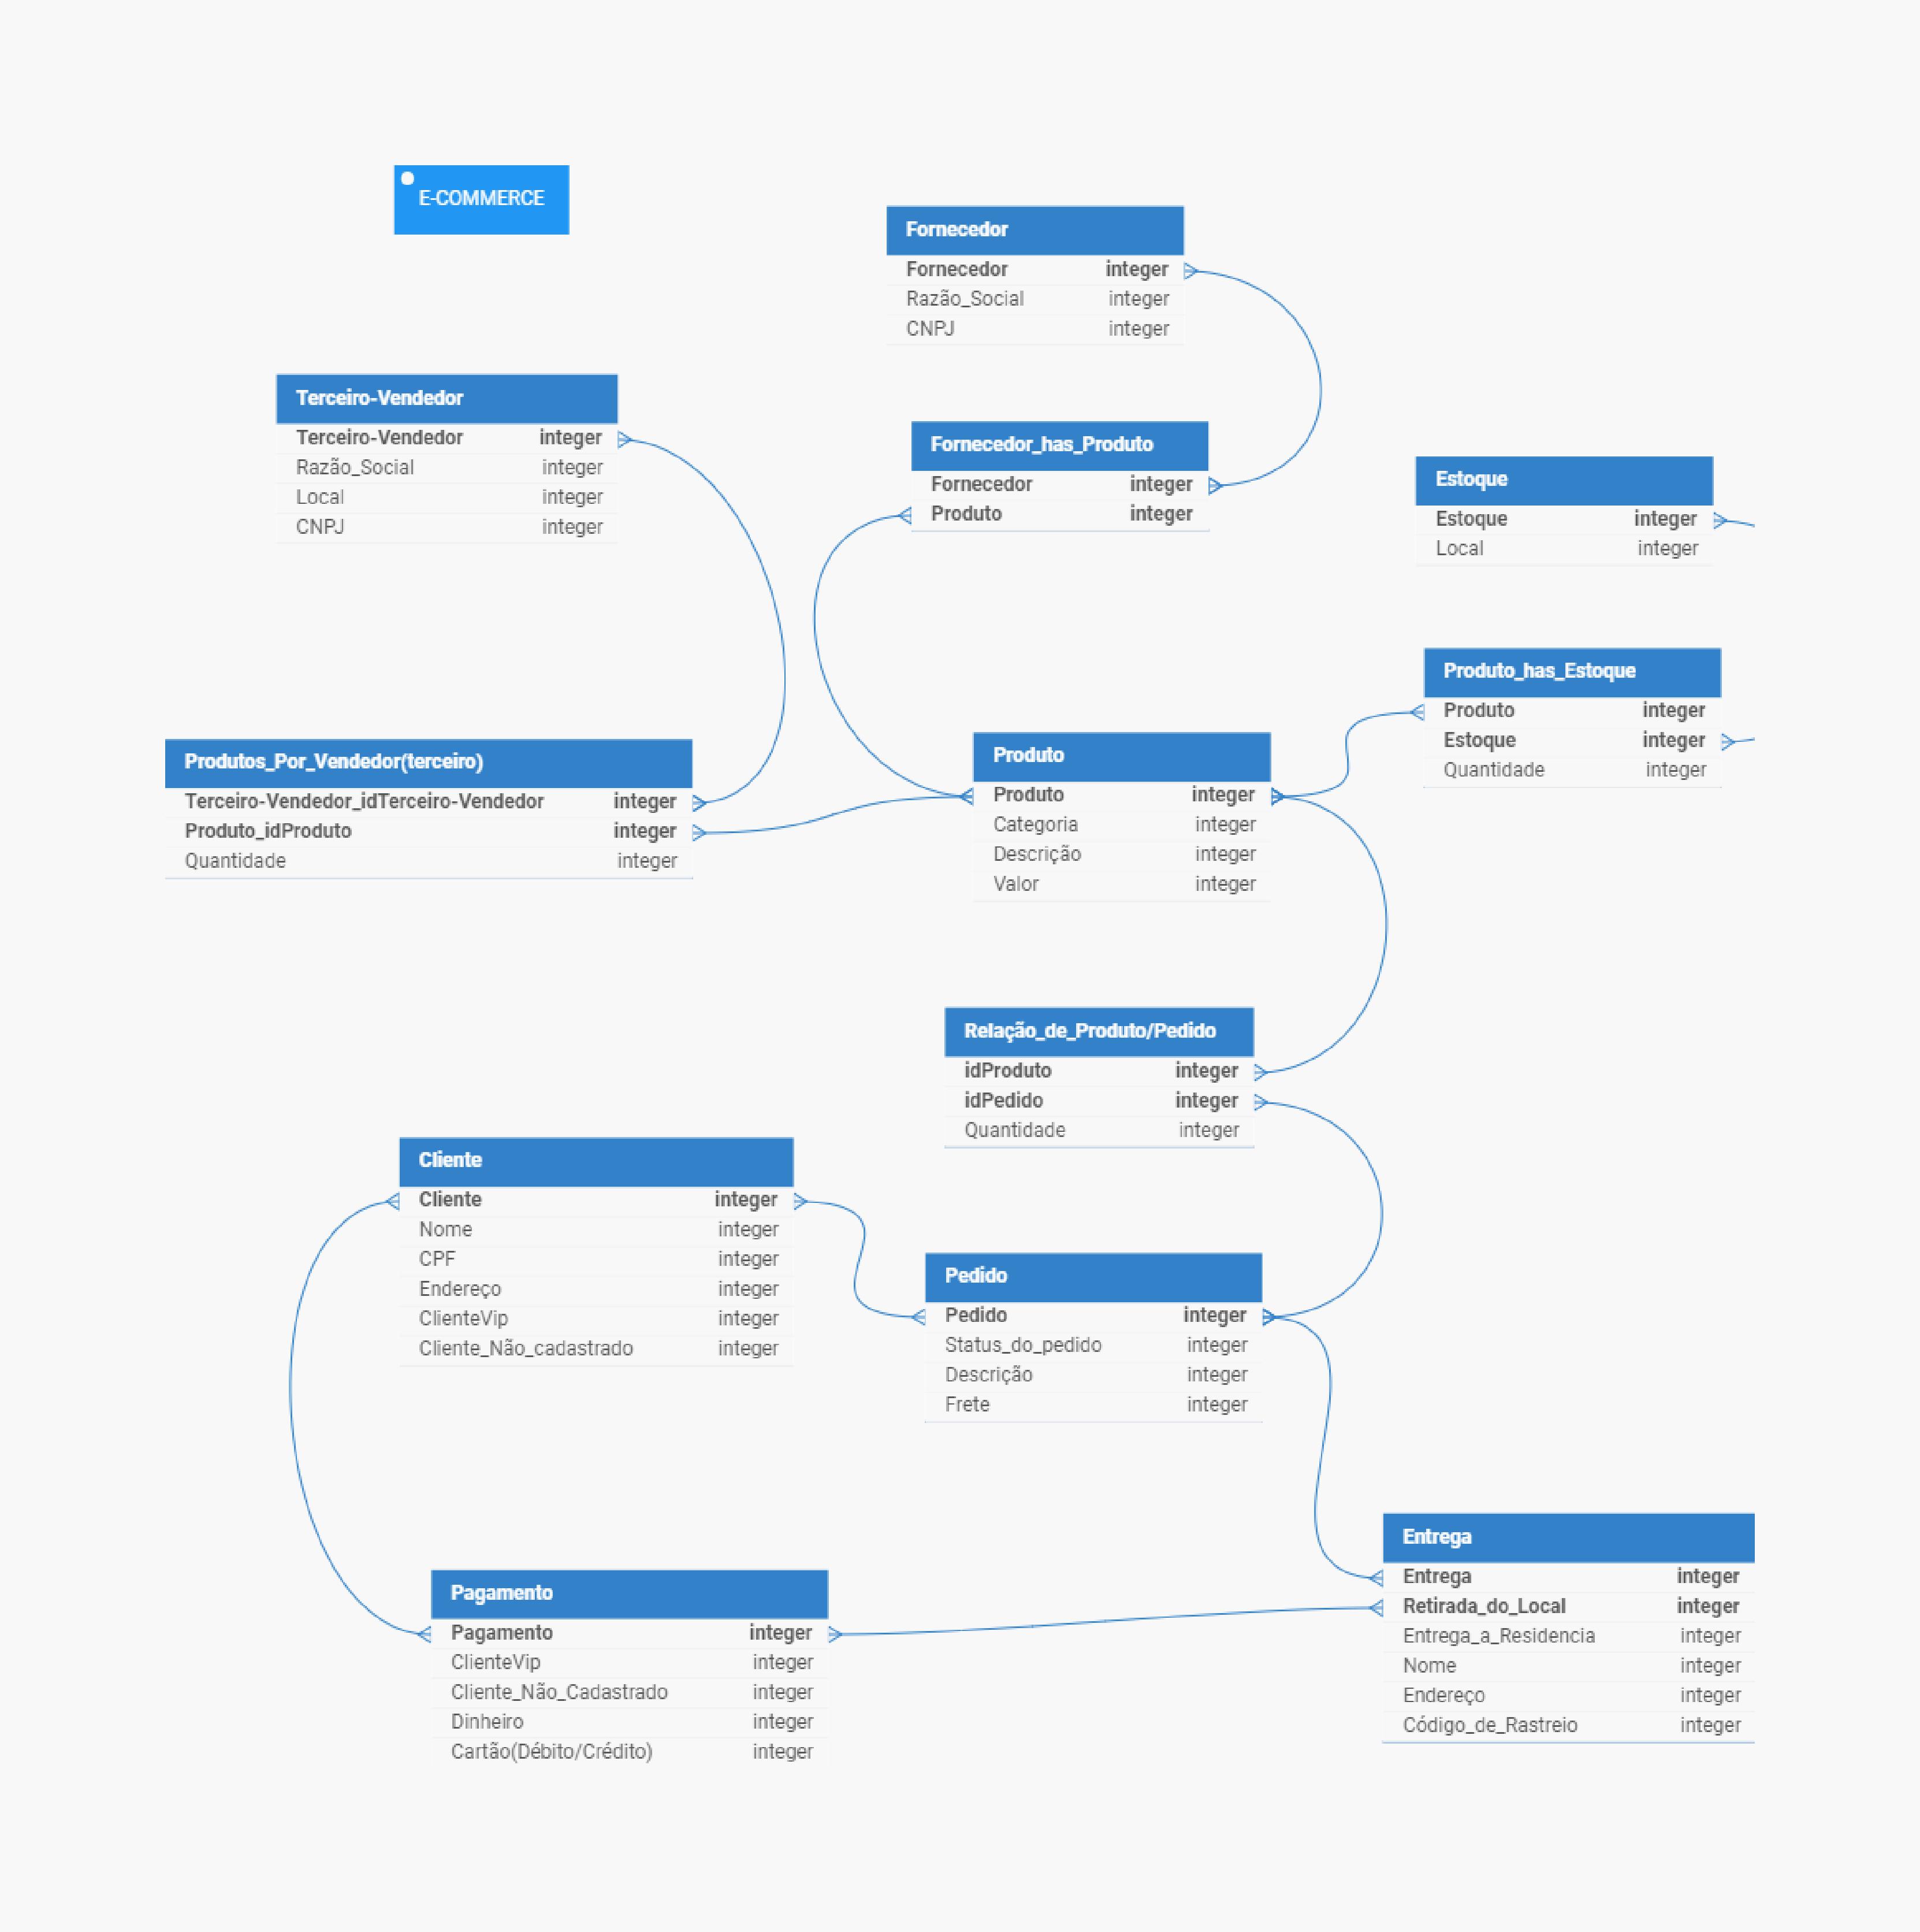 E-COMMERCE
Fornecedor
Fornecedor integer
Razão_Social integer
CNPJ integer
Terceiro-Vendedor
Terceiro-Vendedor integer
Razão_Social integer
Local integer
CNPJ integer
Fornecedor_has_Produto
Fornecedor integer
Produto integer
Estoque
Estoque integer
Local integer
Produto_has_Estoque
Produto integer
Estoque integer
Quantidade integer
Produtos_Por_Vendedor(terceiro)
Terceiro-Vendedor_idTerceiro-Vendedor integer
Produto_idProduto integer
Quantidade integer
Produto
Produto integer
Categoria integer
Descrição integer
Valor integer
Relação_de_Produto/Pedido
idProduto integer
idPedido integer
Quantidade integer
Cliente
Cliente integer
Nome integer
CPF integer
Endereço integer
ClienteVip integer
Cliente_Não_cadastrado integer
Pedido
Pedido integer
Status_do_pedido integer
Descrição integer
Frete integer
Entrega
Entrega integer
Retirada_do_Local integer
Entrega_a_Residencia integer
Nome integer
Endereço integer
Código_de_Rastreio integer
Pagamento
Pagamento integer
ClienteVip integer
Cliente_Não_Cadastrado integer
Dinheiro integer
Cartão(Débito/Crédito) integer